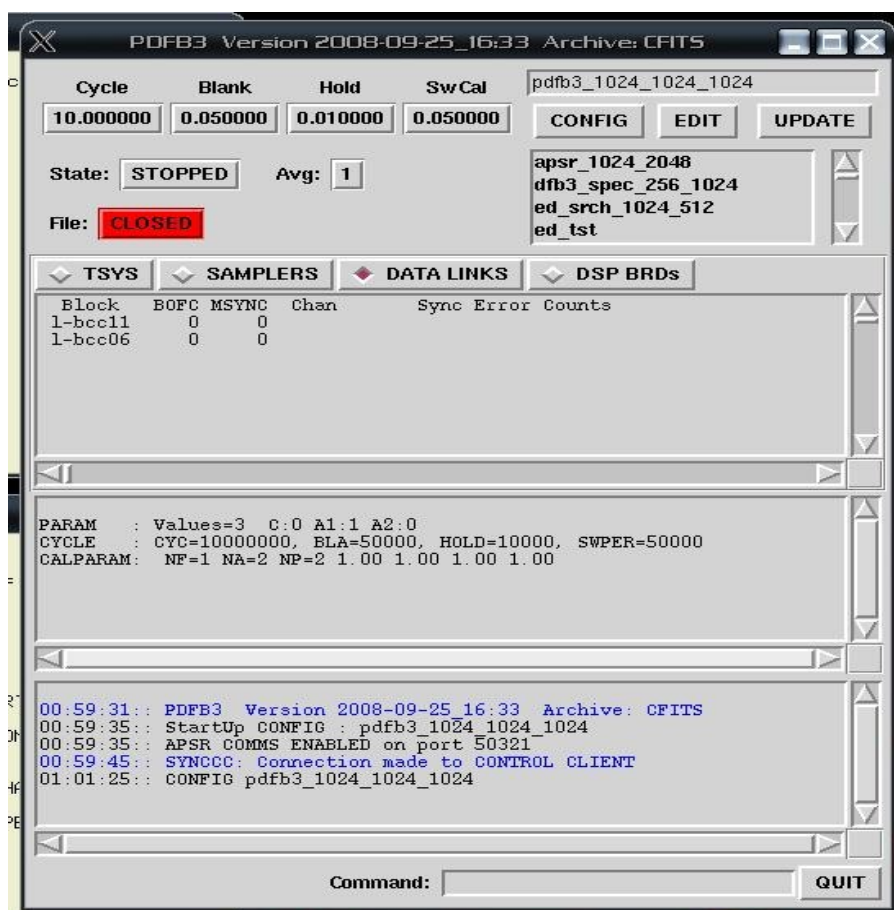 PDFB3 Version 2008-09-25_16:33 Archive: CFITS
Cycle Blank Hold SwCal pdfb3_1024_1024_1024
10.000000 0.050000 0.010000 0.050000 CONFIG EDIT UPDATE
State: STOPPED Avg: 1
apsr_1024_2048
dfb3_spec_256_1024
ed_srch_1024_512
ed_tst
File: CLOSED
TSYS SAMPLERS DATA LINKS DSP BRDs
Block BOFC MSYNC Chan Sync Error Counts
l-bcc11 0 0
l-bcc06 0 0
PARAM : Values=3 C:0 A1:1 A2:0
CYCLE : CYC=10000000, BLA=50000, HOLD=10000, SWPER=50000
CALPARAM: NF=1 NA=2 NP=2 1.00 1.00 1.00 1.00
00:59:31:: PDFB3 Version 2008-09-25_16:33 Archive: CFITS
00:59:35:: StartUp CONFIG : pdfb3_1024_1024_1024
00:59:35:: APSR COMMS ENABLED on port 50321
00:59:45:: SYNCCC: Connection made to CONTROL CLIENT
01:01:25:: CONFIG pdfb3_1024_1024_1024
Command: QUIT